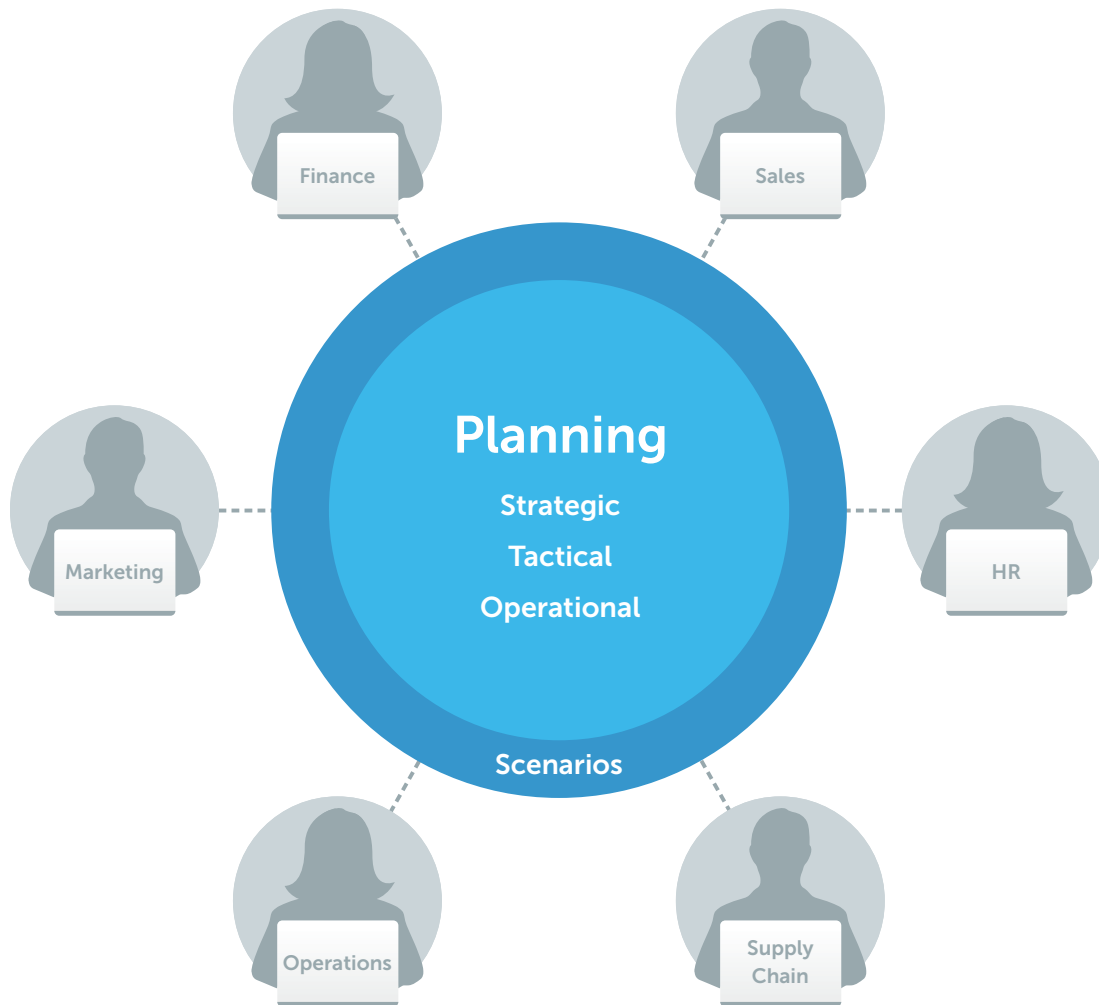 Finance
Sales
Planning
Strategic
Tactical
Operational
Marketing
HR
Scenarios
Operations
Supply
Chain